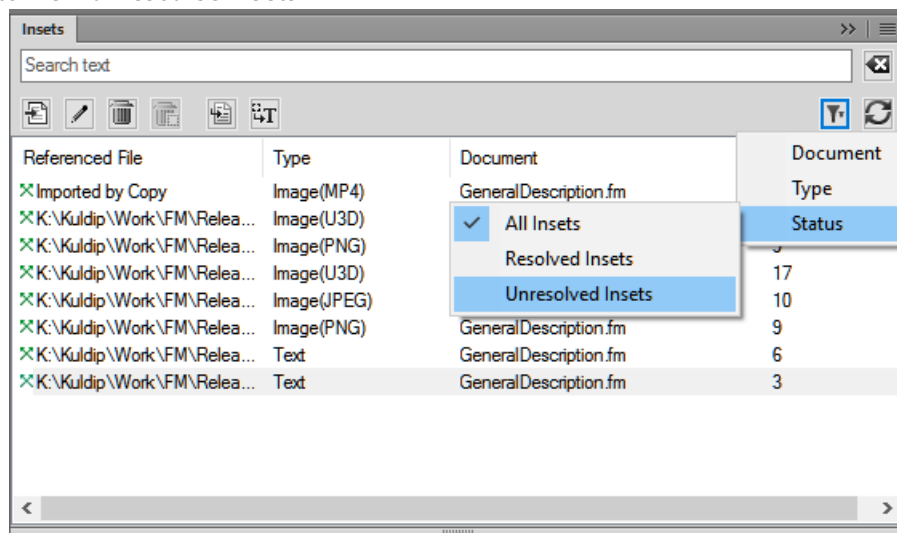 Insets
Search text
Referenced File Type Document
Imported by Copy Image(MP4) GeneralDescription.fm
K:\Kuldip\Work\FM\Relea... Image(U3D)
K:\Kuldip\Work\FM\Relea... Image(PNG)
K:\Kuldip\Work\FM\Relea... Image(U3D) 17
K:\Kuldip\Work\FM\Relea... Image(JPEG) 10
K:\Kuldip\Work\FM\Relea... Image(PNG) GeneralDescription.fm 9
K:\Kuldip\Work\FM\Relea... Text GeneralDescription.fm 6
K:\Kuldip\Work\FM\Relea... Text GeneralDescription.fm 3
Document
Type
Status
All Insets
Resolved Insets
Unresolved Insets